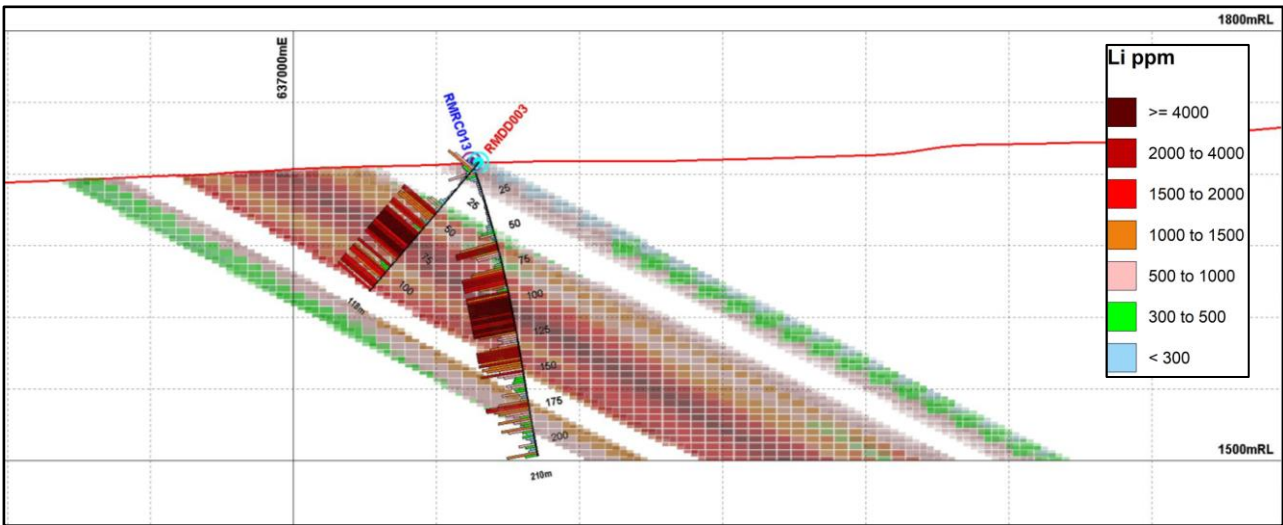 1800mRL
637000mE
RMRC013
RMDD003
Li ppm
>= 4000
2000 to 4000
1500 to 2000
1000 to 1500
500 to 1000
300 to 500
< 300
25
25
50
50
75
75
100
100
118m
125
150
175
200
210m
1500mRL